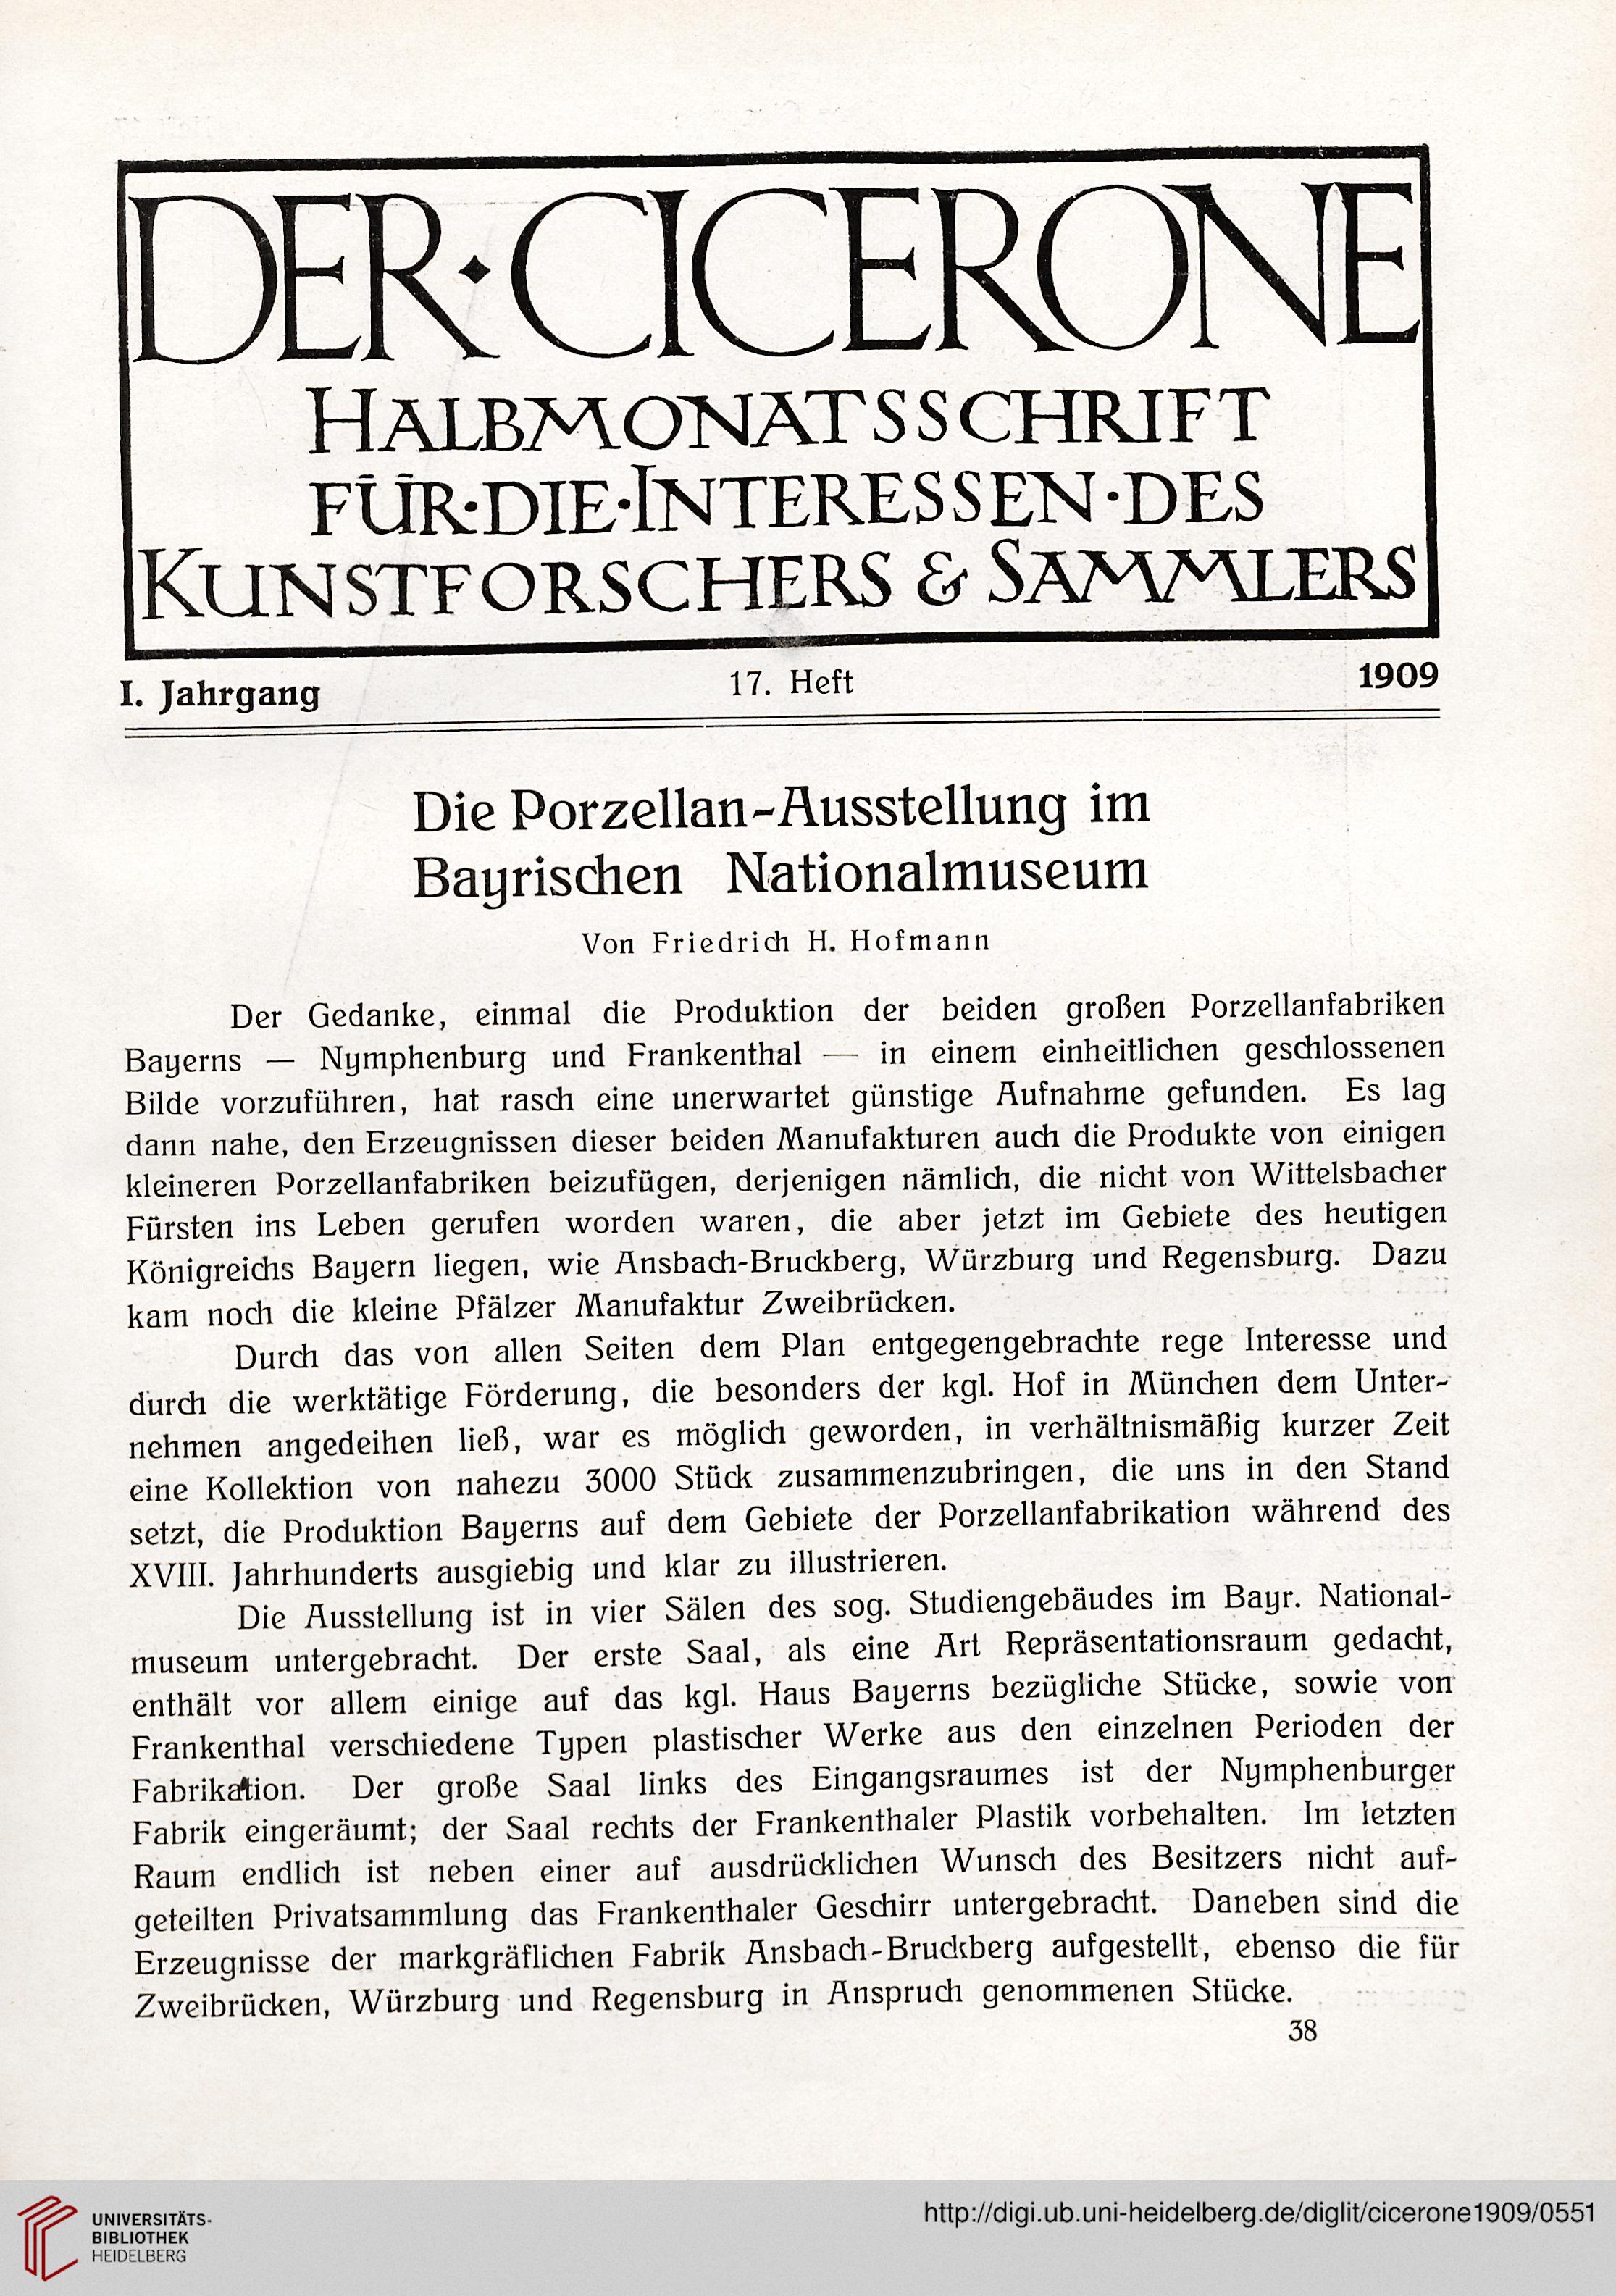 DER·CICERONE
HALBMONATSSCHRIFT
FÜR·DIE·INTERESSEN·DES
KUNSTFORSCHERS & SAMMLERS
I. Jahrgang 17. Heft 1909
Die Porzellan-Ausstellung im
Bayrischen Nationalmuseum
Von Friedrich H. Hofmann
Der Gedanke, einmal die Produktion der beiden großen Porzellanfabriken
Bayerns — Nymphenburg und Frankenthal — in einem einheitlichen geschlossenen
Bilde vorzuführen, hat rasch eine unerwartet günstige Aufnahme gefunden. Es lag
dann nahe, den Erzeugnissen dieser beiden Manufakturen auch die Produkte von einigen
kleineren Porzellanfabriken beizufügen, derjenigen nämlich, die nicht von Wittelsbacher
Fürsten ins Leben gerufen worden waren, die aber jetzt im Gebiete des heutigen
Königreichs Bayern liegen, wie Ansbach-Bruckberg, Würzburg und Regensburg. Dazu
kam noch die kleine Pfälzer Manufaktur Zweibrücken.
Durch das von allen Seiten dem Plan entgegengebrachte rege Interesse und
durch die werktätige Förderung, die besonders der kgl. Hof in München dem Unter-
nehmen angedeihen ließ, war es möglich geworden, in verhältnismäßig kurzer Zeit
eine Kollektion von nahezu 3000 Stück zusammenzubringen, die uns in den Stand
setzt, die Produktion Bayerns auf dem Gebiete der Porzellanfabrikation während des
XVIII. Jahrhunderts ausgiebig und klar zu illustrieren.
Die Ausstellung ist in vier Sälen des sog. Studiengebäudes im Bayr. National-
museum untergebracht. Der erste Saal, als eine Art Repräsentationsraum gedacht,
enthält vor allem einige auf das kgl. Haus Bayerns bezügliche Stücke, sowie von
Frankenthal verschiedene Typen plastischer Werke aus den einzelnen Perioden der
Fabrikation. Der große Saal links des Eingangsraumes ist der Nymphenburger
Fabrik eingeräumt; der Saal rechts der Frankenthaler Plastik vorbehalten. Im letzten
Raum endlich ist neben einer auf ausdrücklichen Wunsch des Besitzers nicht auf-
geteilten Privatsammlung das Frankenthaler Geschirr untergebracht. Daneben sind die
Erzeugnisse der markgräflichen Fabrik Ansbach-Bruckberg aufgestellt, ebenso die für
Zweibrücken, Würzburg und Regensburg in Anspruch genommenen Stücke.
38
UNIVERSITÄTS-
BIBLIOTHEK
HEIDELBERG
http://digi.ub.uni-heidelberg.de/diglit/cicerone1909/0551